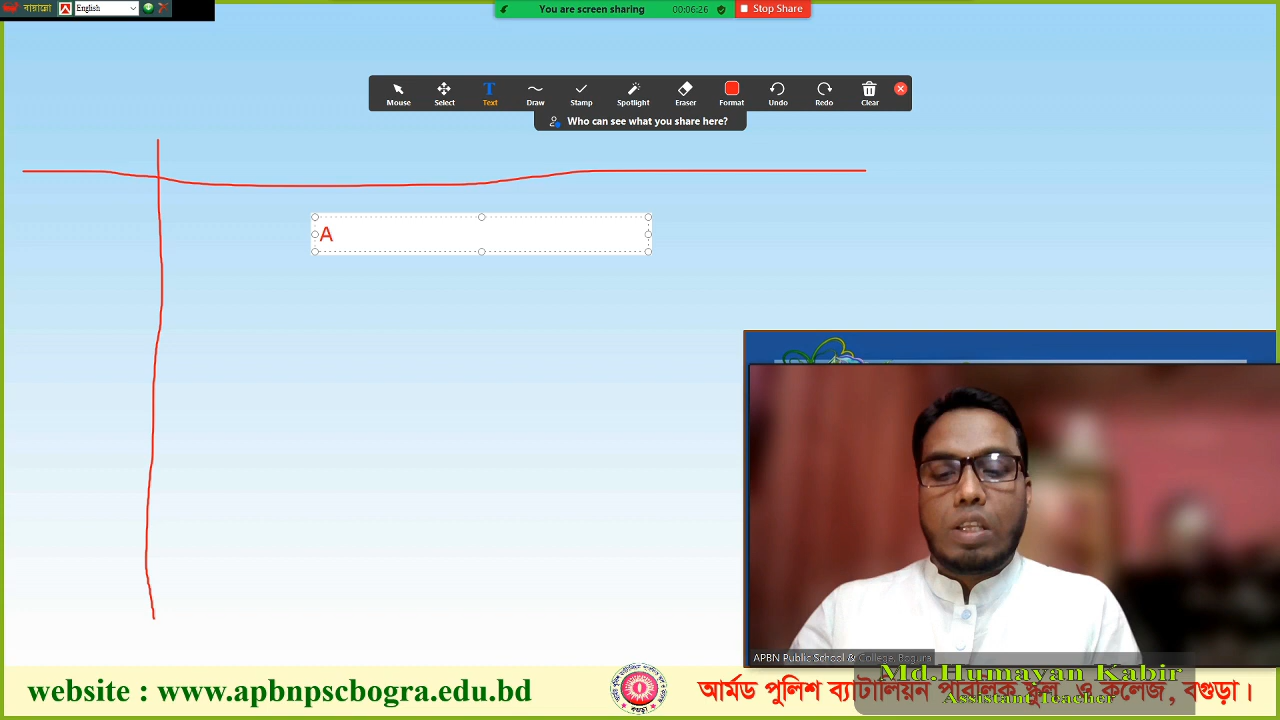 বায়ান্নো
English
You are screen sharing 00:06:26 Stop Share
Mouse Select Text Draw Stamp Spotlight Eraser Format Undo Redo Clear
Who can see what you share here?
A
APBN Public School & College, Bogura
Md.Humayan Kabir
Assistant Teacher
website : www.apbnpscbogra.edu.bd
আর্মড পুলিশ ব্যাটালিয়ন পাবলিক স্কুল ও কলেজ, বগুড়া।